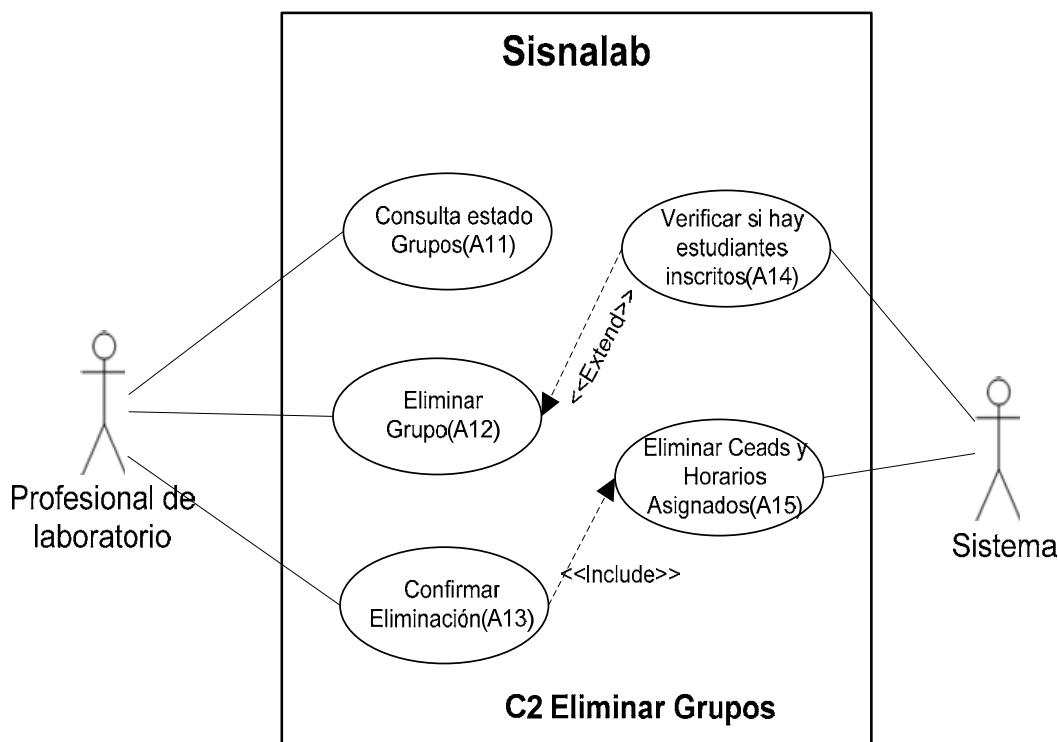 Sisnalab
Consulta estado
Grupos(A11)
Verificar si hay
estudiantes
inscritos(A14)
<<Extend>>
Eliminar
Grupo(A12)
Eliminar Ceads y
Horarios
Asignados(A15)
Profesional de
laboratorio
Sistema
<<Include>>
Confirmar
Eliminación(A13)
C2 Eliminar Grupos